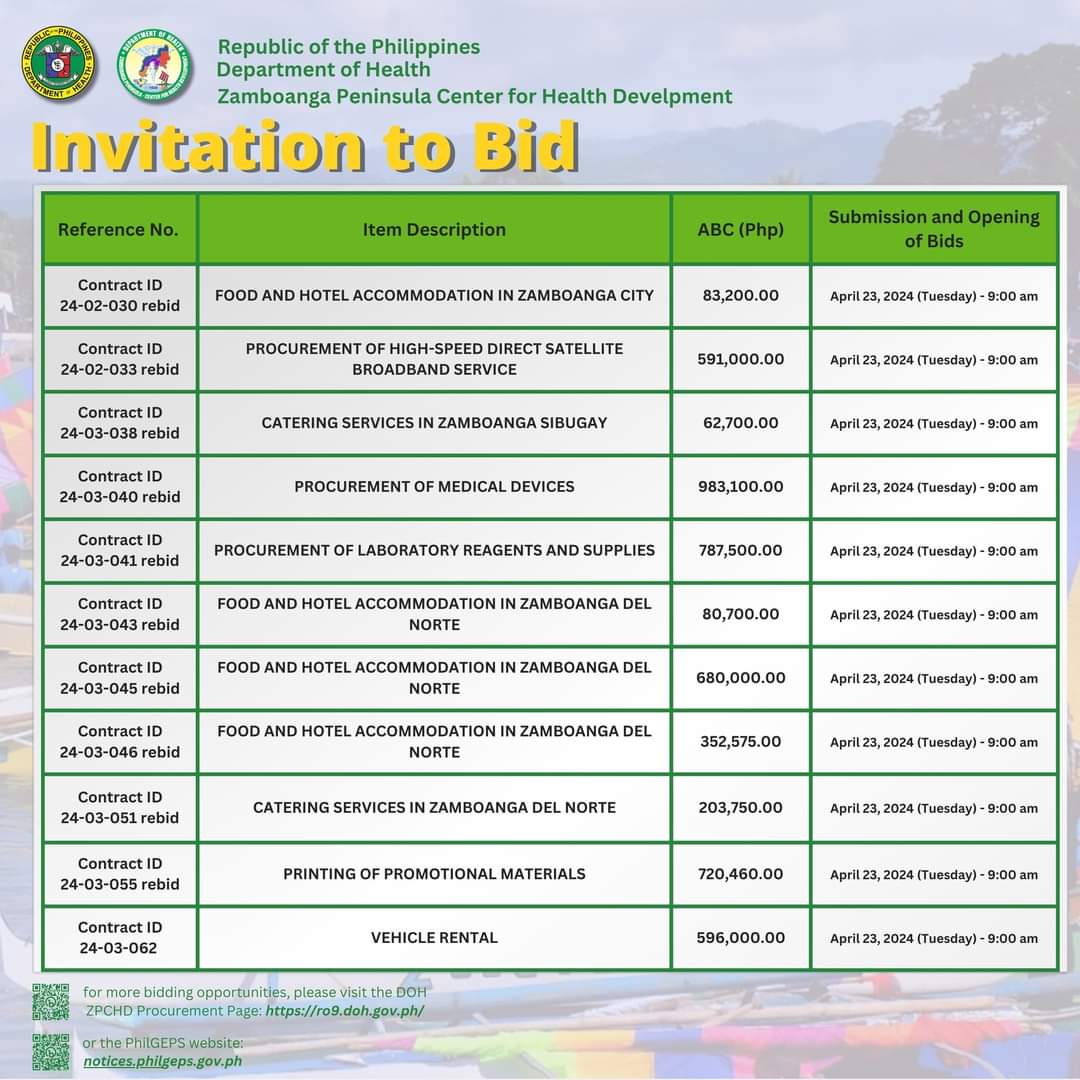 Republic of the Philippines
Department of Health
Zamboanga Peninsula Center for Health Develpment
Invitation to Bid
Reference No. Item Description ABC (Php) Submission and Opening of Bids
Contract ID
24-02-030 rebid
FOOD AND HOTEL ACCOMMODATION IN ZAMBOANGA CITY
83,200.00
April 23, 2024 (Tuesday) - 9:00 am
Contract ID
24-02-033 rebid
PROCUREMENT OF HIGH-SPEED DIRECT SATELLITE
BROADBAND SERVICE
591,000.00
April 23, 2024 (Tuesday) - 9:00 am
Contract ID
24-03-038 rebid
CATERING SERVICES IN ZAMBOANGA SIBUGAY
62,700.00
April 23, 2024 (Tuesday) - 9:00 am
Contract ID
24-03-040 rebid
PROCUREMENT OF MEDICAL DEVICES
983,100.00
April 23, 2024 (Tuesday) - 9:00 am
Contract ID
24-03-041 rebid
PROCUREMENT OF LABORATORY REAGENTS AND SUPPLIES
787,500.00
April 23, 2024 (Tuesday) - 9:00 am
Contract ID
24-03-043 rebid
FOOD AND HOTEL ACCOMMODATION IN ZAMBOANGA DEL
NORTE
80,700.00
April 23, 2024 (Tuesday) - 9:00 am
Contract ID
24-03-045 rebid
FOOD AND HOTEL ACCOMMODATION IN ZAMBOANGA DEL
NORTE
680,000.00
April 23, 2024 (Tuesday) - 9:00 am
Contract ID
24-03-046 rebid
FOOD AND HOTEL ACCOMMODATION IN ZAMBOANGA DEL
NORTE
352,575.00
April 23, 2024 (Tuesday) - 9:00 am
Contract ID
24-03-051 rebid
CATERING SERVICES IN ZAMBOANGA DEL NORTE
203,750.00
April 23, 2024 (Tuesday) - 9:00 am
Contract ID
24-03-055 rebid
PRINTING OF PROMOTIONAL MATERIALS
720,460.00
April 23, 2024 (Tuesday) - 9:00 am
Contract ID
24-03-062
VEHICLE RENTAL
596,000.00
April 23, 2024 (Tuesday) - 9:00 am
for more bidding opportunities, please visit the DOH
ZPCHD Procurement Page: https://ro9.doh.gov.ph/
or the PhilGEPS website:
notices.philgeps.gov.ph